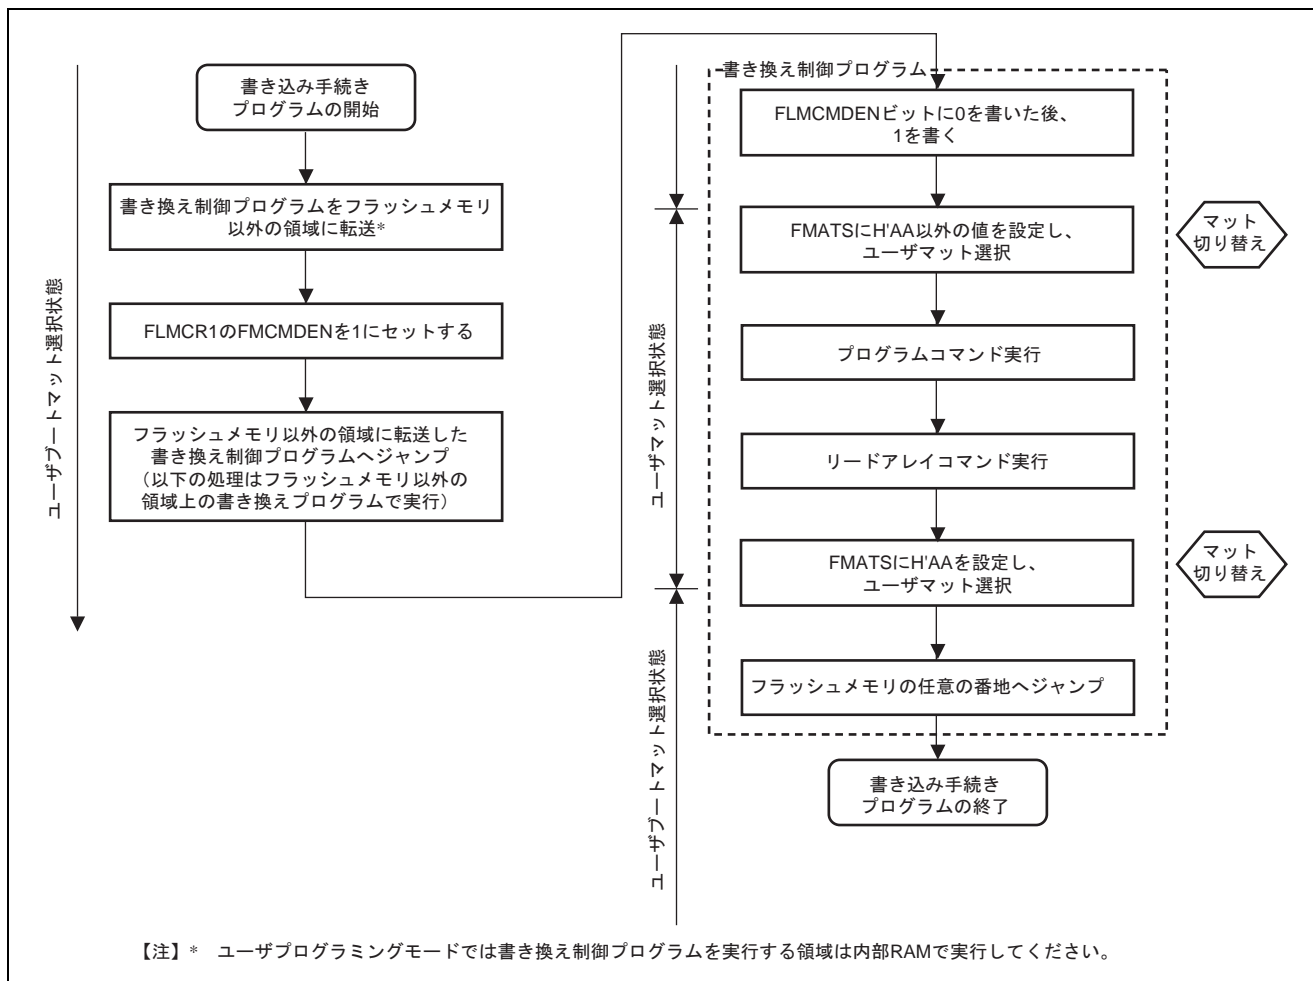 書き込み手続き
プログラムの開始
書き換え制御プログラムをフラッシュメモリ
以外の領域に転送*
FLMCR1のFMCMDENを1にセットする
フラッシュメモリ以外の領域に転送した
書き換え制御プログラムへジャンプ
（以下の処理はフラッシュメモリ以外の
領域上の書き換えプログラムで実行）
ユーザブートマット選択状態
書き換え制御プログラム
FLMCMDENビットに0を書いた後、
1を書く
FMATSにH'AA以外の値を設定し、
ユーザマット選択
マット
切り替え
プログラムコマンド実行
リードアレイコマンド実行
ユーザマット選択状態
FMATSにH'AAを設定し、
ユーザマット選択
マット
切り替え
フラッシュメモリの任意の番地へジャンプ
ユーザブートマット選択状態
書き込み手続き
プログラムの終了
【注】* ユーザプログラミングモードでは書き換え制御プログラムを実行する領域は内部RAMで実行してください。